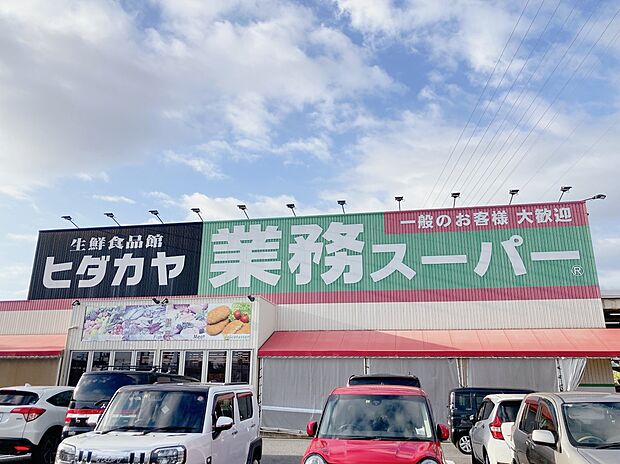 生鮮食品館
ヒダカヤ
業務スーパー®
一般のお客様 大歓迎
Meat